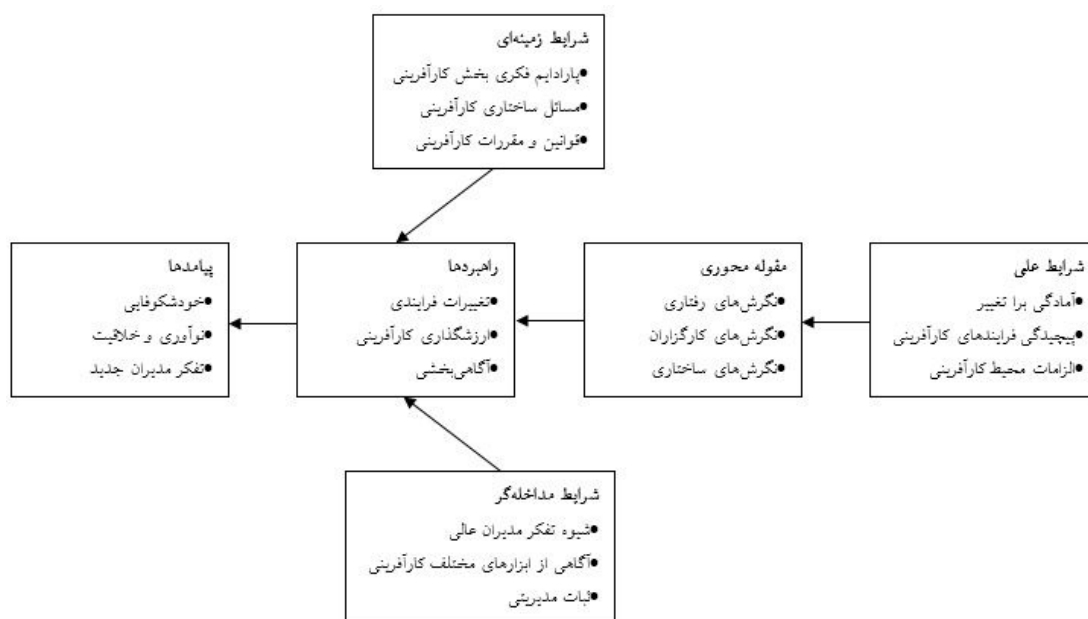 شرایط زمینه‌ای
•پارادایم فکری بخش کارآفرینی
•مسائل ساختاری کارآفرینی
•قوانین و مقررات کارآفرینی
شرایط علی
•آمادگی برا تغییر
•پیچیدگی فرایندهای کارآفرینی
•الزامات محیط کارآفرینی
مقوله محوری
•نگرش‌های رفتاری
•نگرش‌های کارگزاران
•نگرش‌های ساختاری
راهبردها
•تغییرات فرایندی
•ارزشگذاری کارآفرینی
•آگاهی‌بخشی
پیامدها
•خودشکوفایی
•نوآوری و خلاقیت
•تفکر مدیران جدید
شرایط مداخله‌گر
•شیوه تفکر مدیران عالی
•آگاهی از ابزارهای مختلف کارآفرینی
•ثبات مدیریتی